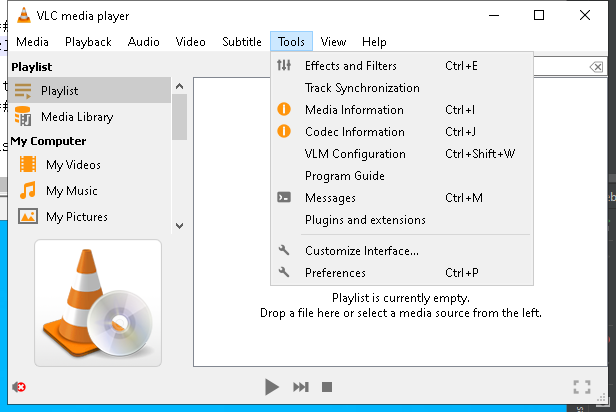 VLC media player
Media Playback Audio Video Subtitle Tools View Help
Playlist
Playlist
Media Library
My Computer
My Videos
My Music
My Pictures
Effects and Filters Ctrl+E
Track Synchronization
Media Information Ctrl+I
Codec Information Ctrl+J
VLM Configuration Ctrl+Shift+W
Program Guide
Messages Ctrl+M
Plugins and extensions
Customize Interface...
Preferences Ctrl+P
Playlist is currently empty.
Drop a file here or select a media source from the left.